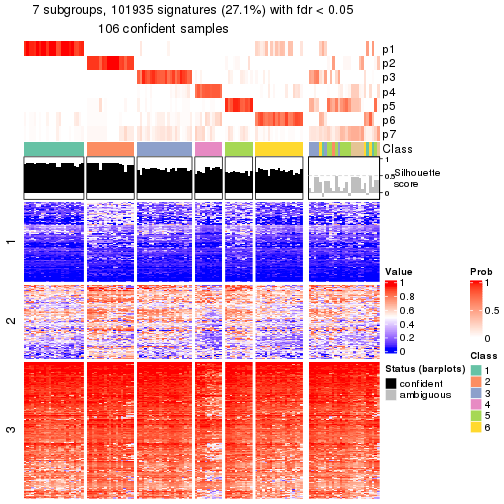 7 subgroups, 101935 signatures (27.1%) with fdr < 0.05
106 confident samples
p1
p2
p3
p4
p5
p6
p7
Class
1
0.5
0
Silhouette
score
1
2
3
Value
1
0.8
0.6
0.4
0.2
0
Status (barplots)
confident
ambiguous
Prob
1
0.5
0
Class
1
2
3
4
5
6